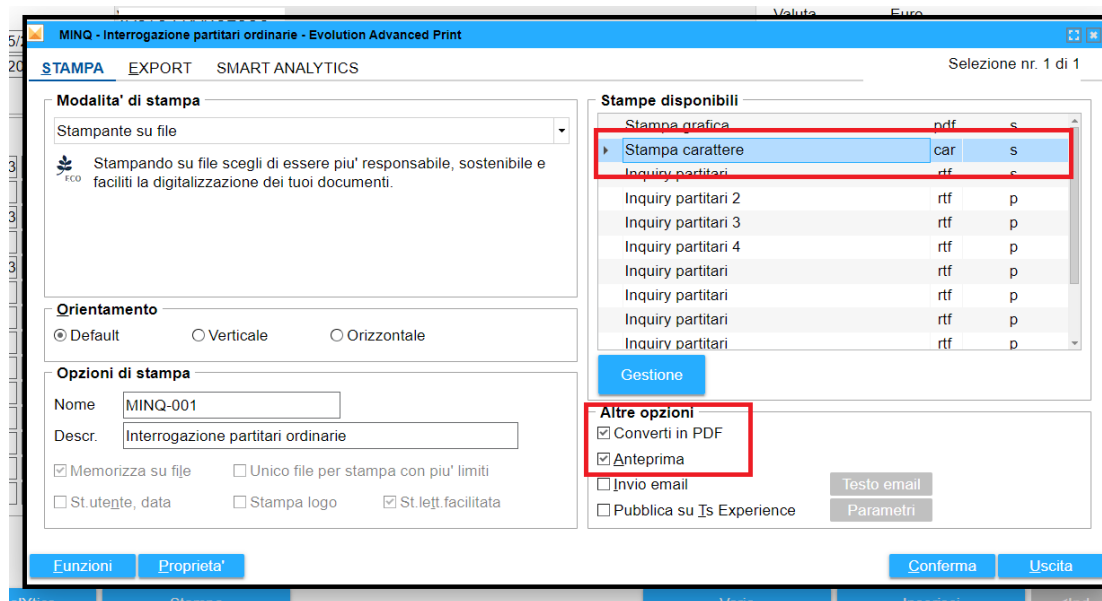 Valuta Euro
5/
20
3
3
3
MINQ - Interrogazione partitari ordinarie - Evolution Advanced Print
STAMPA EXPORT SMART ANALYTICS
Selezione nr. 1 di 1
Modalita' di stampa
Stampante su file
Stampando su file scegli di essere piu' responsabile, sostenibile e
ECO
faciliti la digitalizzazione dei tuoi documenti.
Orientamento
Default Verticale Orizzontale
Opzioni di stampa
Nome MINQ-001
Descr. Interrogazione partitari ordinarie
Memorizza su file Unico file per stampa con piu' limiti
St.utente, data Stampa logo St.lett.facilitata
Stampe disponibili
Stampa grafica pdf s
Stampa carattere car s
Inquiry partitari rtf s
Inquiry partitari 2 rtf p
Inquiry partitari 3 rtf p
Inquiry partitari 4 rtf p
Inquiry partitari rtf p
Inquiry partitari rtf p
Inquiry partitari rtf p
Inquiry partitari rtf p
Gestione
Altre opzioni
Converti in PDF
Anteprima
Invio email Testo email
Pubblica su Ts Experience Parametri
Funzioni Proprieta' Conferma Uscita